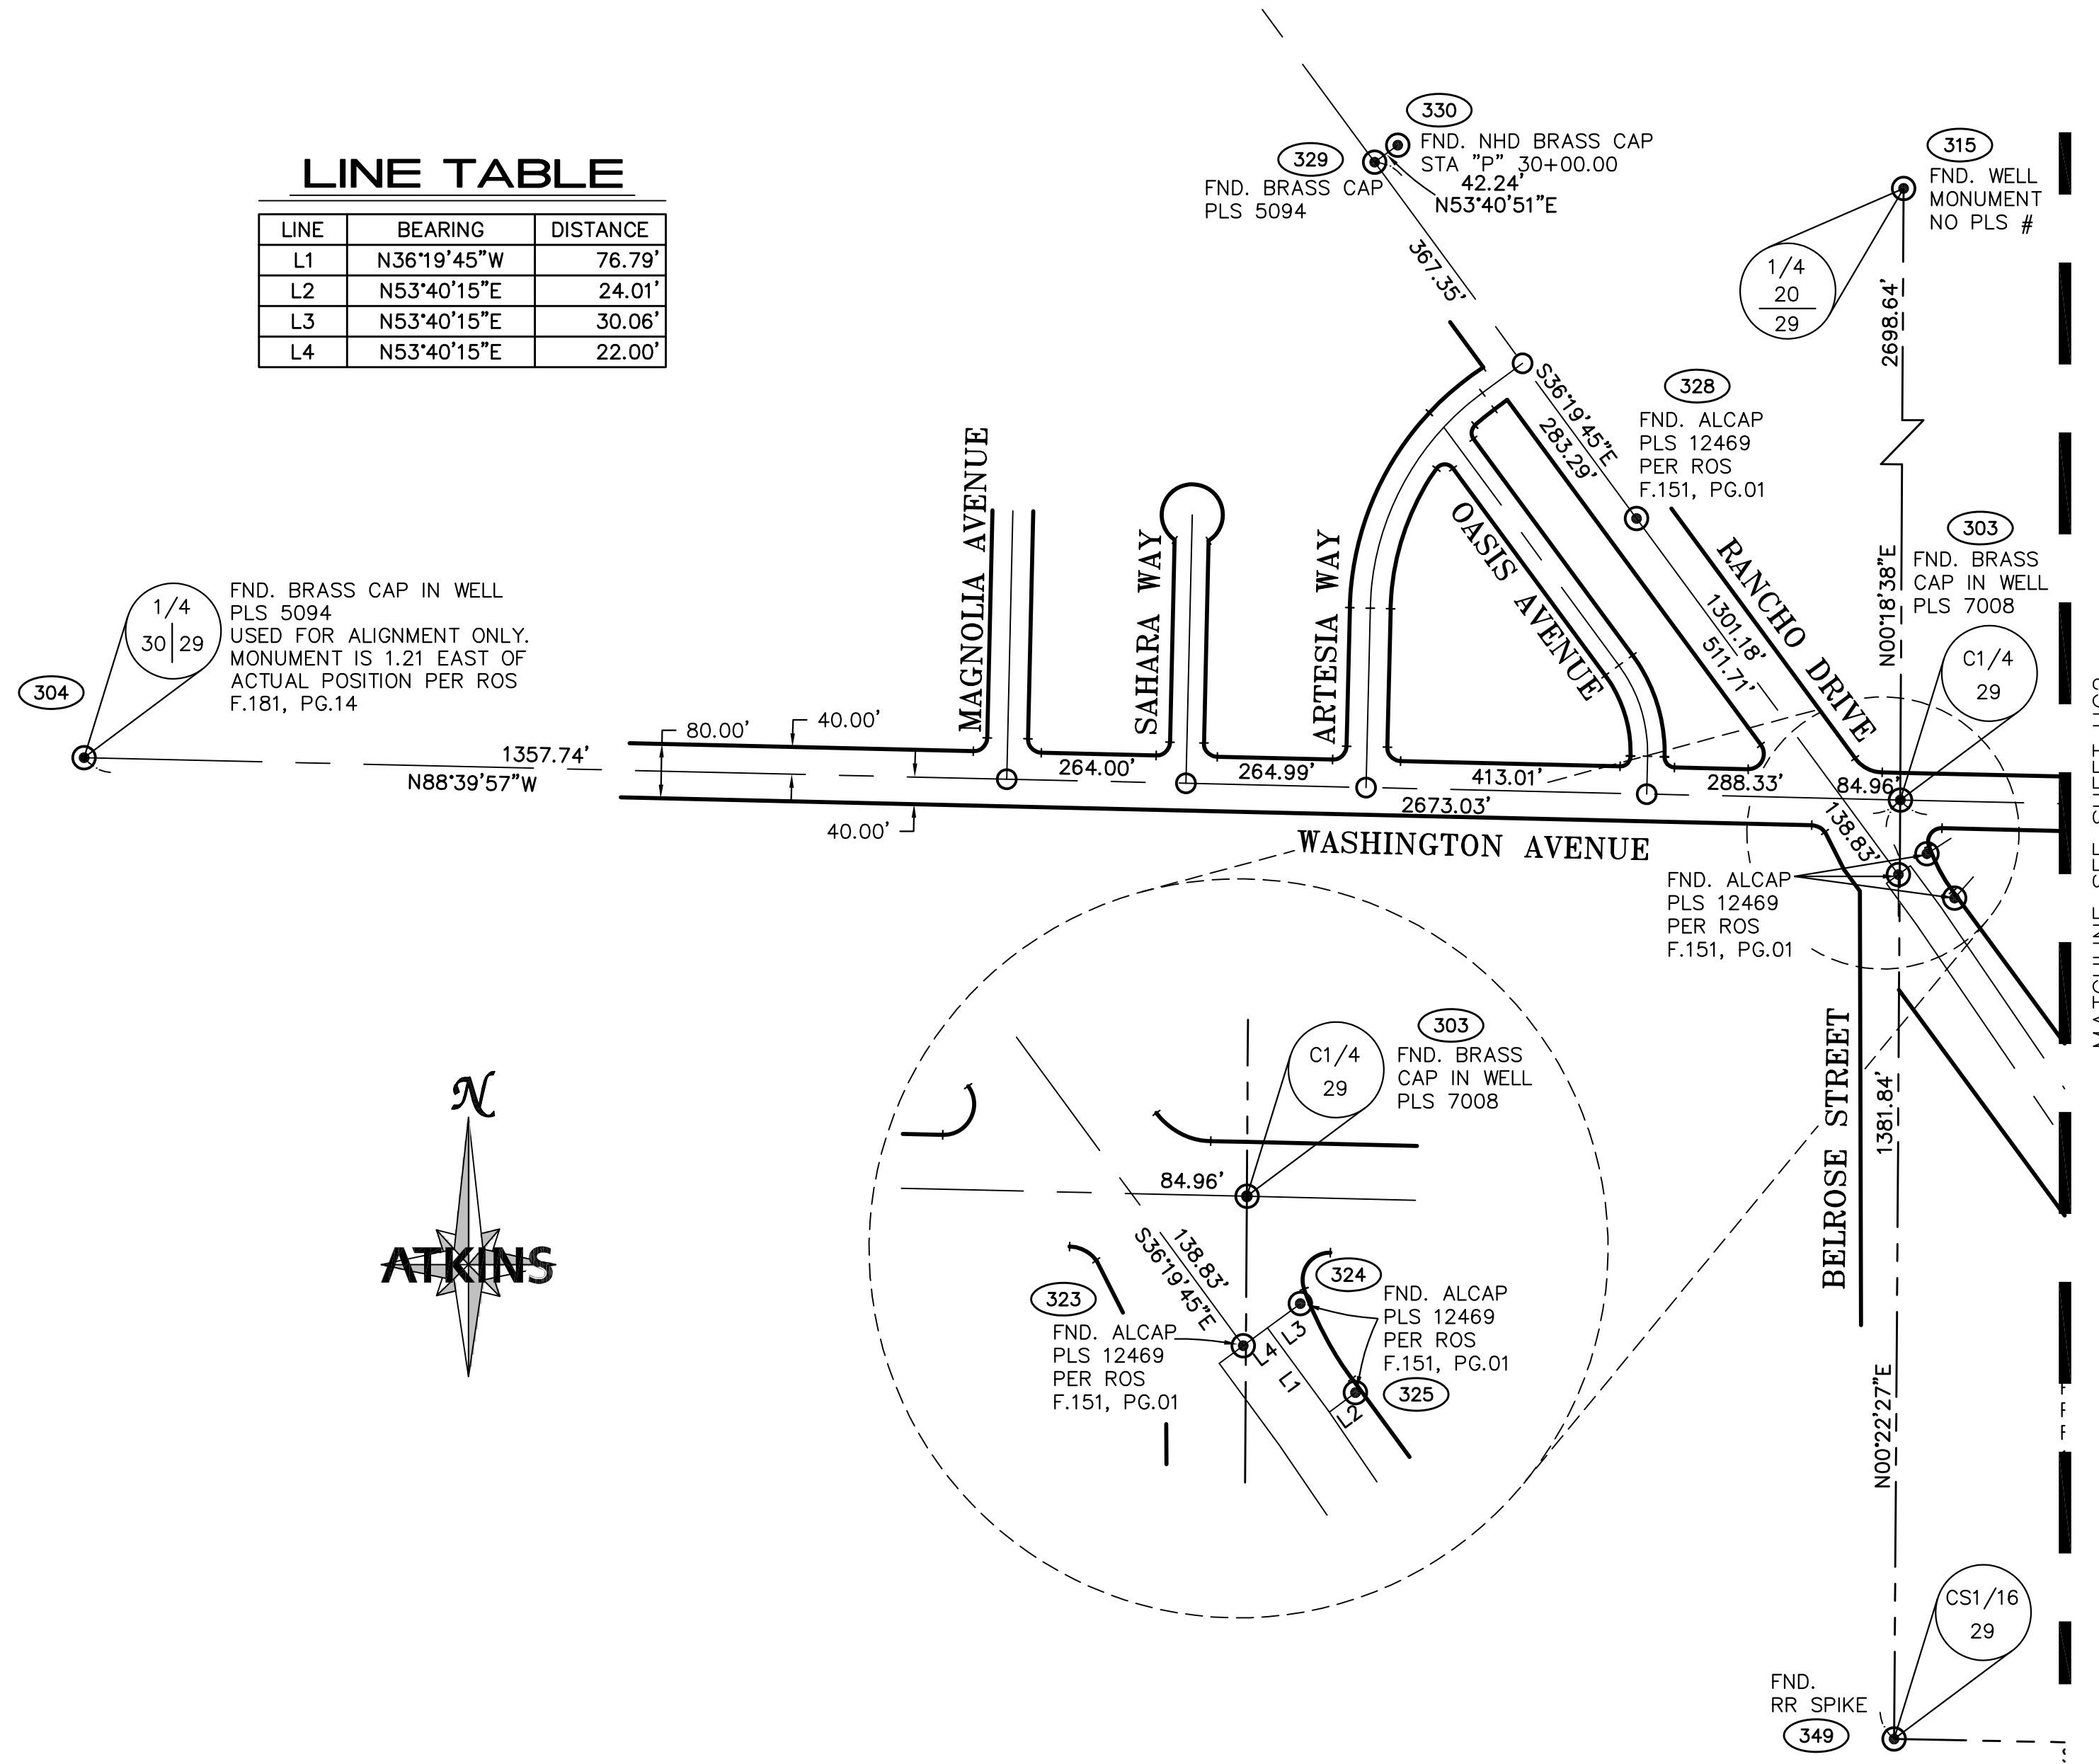 LINE TABLE
LINE BEARING DISTANCE
L1 N36°19'45"W 76.79'
L2 N53°40'15"E 24.01'
L3 N53°40'15"E 30.06'
L4 N53°40'15"E 22.00'
330
FND. NHD BRASS CAP
STA "P" 30+00.00
42.24'
N53°40'51"E
329
FND. BRASS CAP
PLS 5094
367.35'
315
FND. WELL
MONUMENT
NO PLS #
1/4
20
29
2698.64'
N00°18'38"E
S36°19'45"E
283.29'
328
FND. ALCAP
PLS 12469
PER ROS
F.151, PG.01
303
FND. BRASS
CAP IN WELL
PLS 7008
C1/4
29
304
1/4
30 29
FND. BRASS CAP IN WELL
PLS 5094
USED FOR ALIGNMENT ONLY.
MONUMENT IS 1.21 EAST OF
ACTUAL POSITION PER ROS
F.181, PG.14
MAGNOLIA AVENUE
SAHARA WAY
ARTESIA WAY
OASIS AVENUE
RANCHO DRIVE
1301.18'
511.71'
1357.74'
N88°39'57"W
80.00'
40.00'
40.00'
264.00'
264.99'
413.01'
288.33'
84.96'
2673.03'
WASHINGTON AVENUE
138.83'
FND. ALCAP
PLS 12469
PER ROS
F.151, PG.01
MATCHLINE SEE SHEET
BELROSE STREET
1381.84'
N00°22'27"E
303
FND. BRASS
CAP IN WELL
PLS 7008
C1/4
29
84.96'
138.83'
S36°19'45"E
323
FND. ALCAP
PLS 12469
PER ROS
F.151, PG.01
324
FND. ALCAP
PLS 12469
PER ROS
F.151, PG.01
325
L3
L4
L1
L2
N
ATKINS
CS1/16
29
FND.
RR SPIKE
349